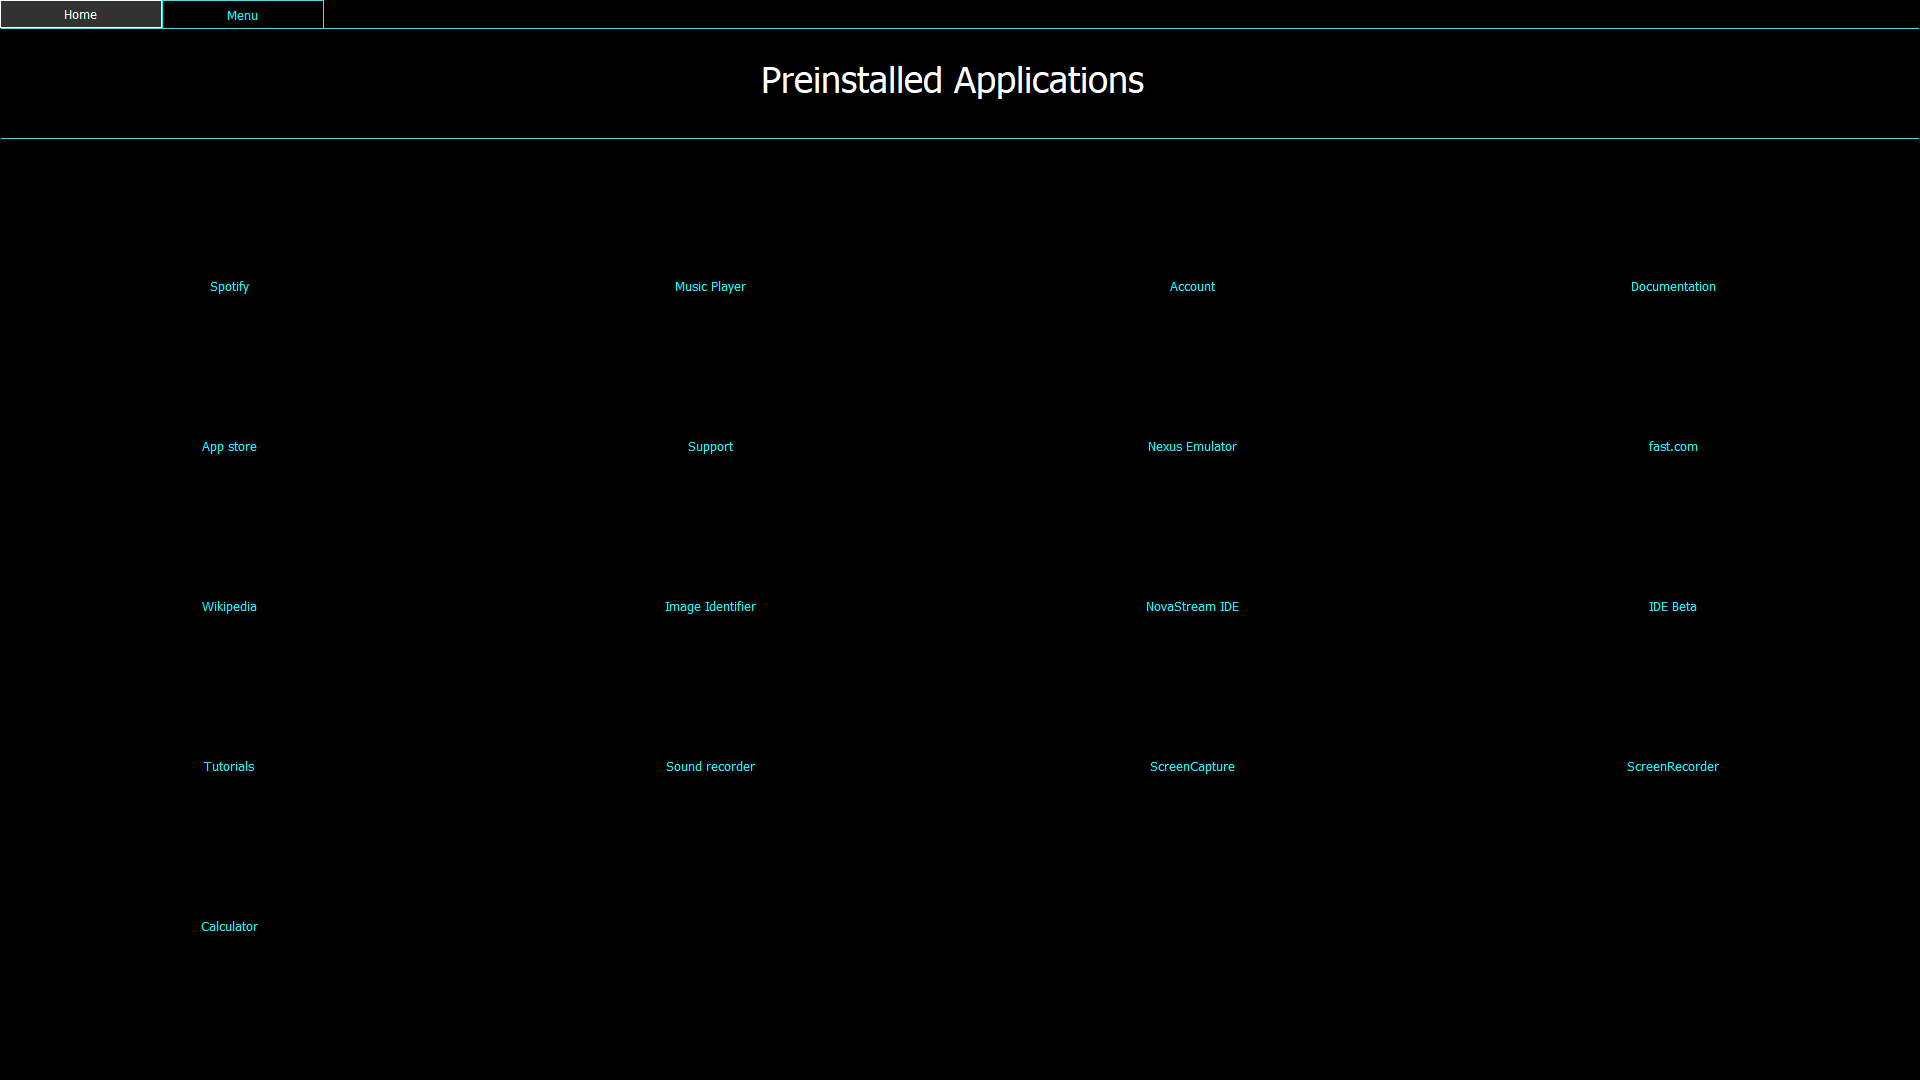 Home Menu
Preinstalled Applications
Spotify Music Player Account Documentation
App store Support Nexus Emulator fast.com
Wikipedia Image Identifier NovaStream IDE IDE Beta
Tutorials Sound recorder ScreenCapture ScreenRecorder
Calculator